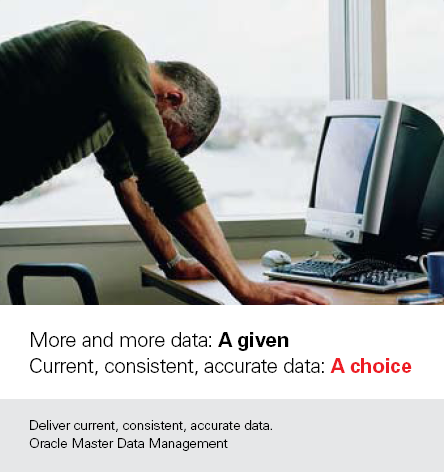 More and more data: A given
Current, consistent, accurate data: A choice
Deliver current, consistent, accurate data.
Oracle Master Data Management